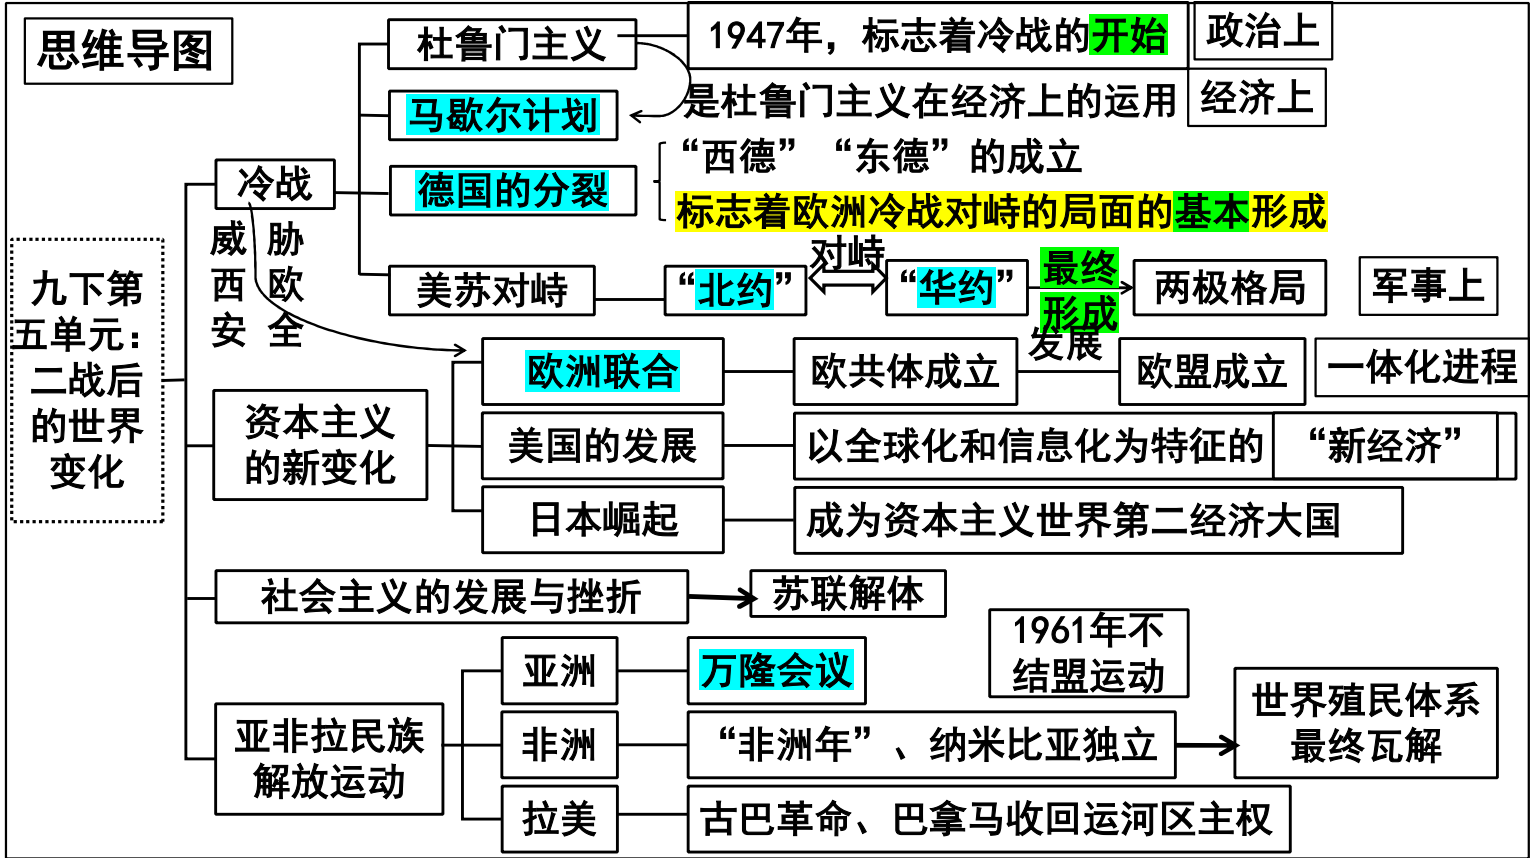 思维导图
杜鲁门主义
1947年，标志着冷战的开始
政治上
马歇尔计划
是杜鲁门主义在经济上的运用
经济上
冷战
德国的分裂
“西德” “东德”的成立
标志着欧洲冷战对峙的局面的基本形成
威 胁
西 欧
安 全
美苏对峙
“北约”
对峙
“华约”
最终
形成
两极格局
军事上
九下第
五单元：
二战后
的世界
变化
资本主义
的新变化
欧洲联合
欧共体成立
发展
欧盟成立
一体化进程
美国的发展
以全球化和信息化为特征的
“新经济”
日本崛起
成为资本主义世界第二经济大国
社会主义的发展与挫折
苏联解体
亚非拉民族
解放运动
亚洲
万隆会议
1961年不
结盟运动
非洲
“非洲年”、纳米比亚独立
世界殖民体系
最终瓦解
拉美
古巴革命、巴拿马收回运河区主权